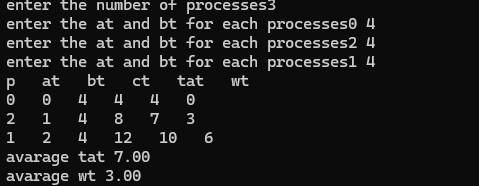 enter the number of processes3
enter the at and bt for each processes0 4
enter the at and bt for each processes2 4
enter the at and bt for each processes1 4
p at bt ct tat wt
0 0 4 4 4 0
2 1 4 8 7 3
1 2 4 12 10 6
avarage tat 7.00
avarage wt 3.00